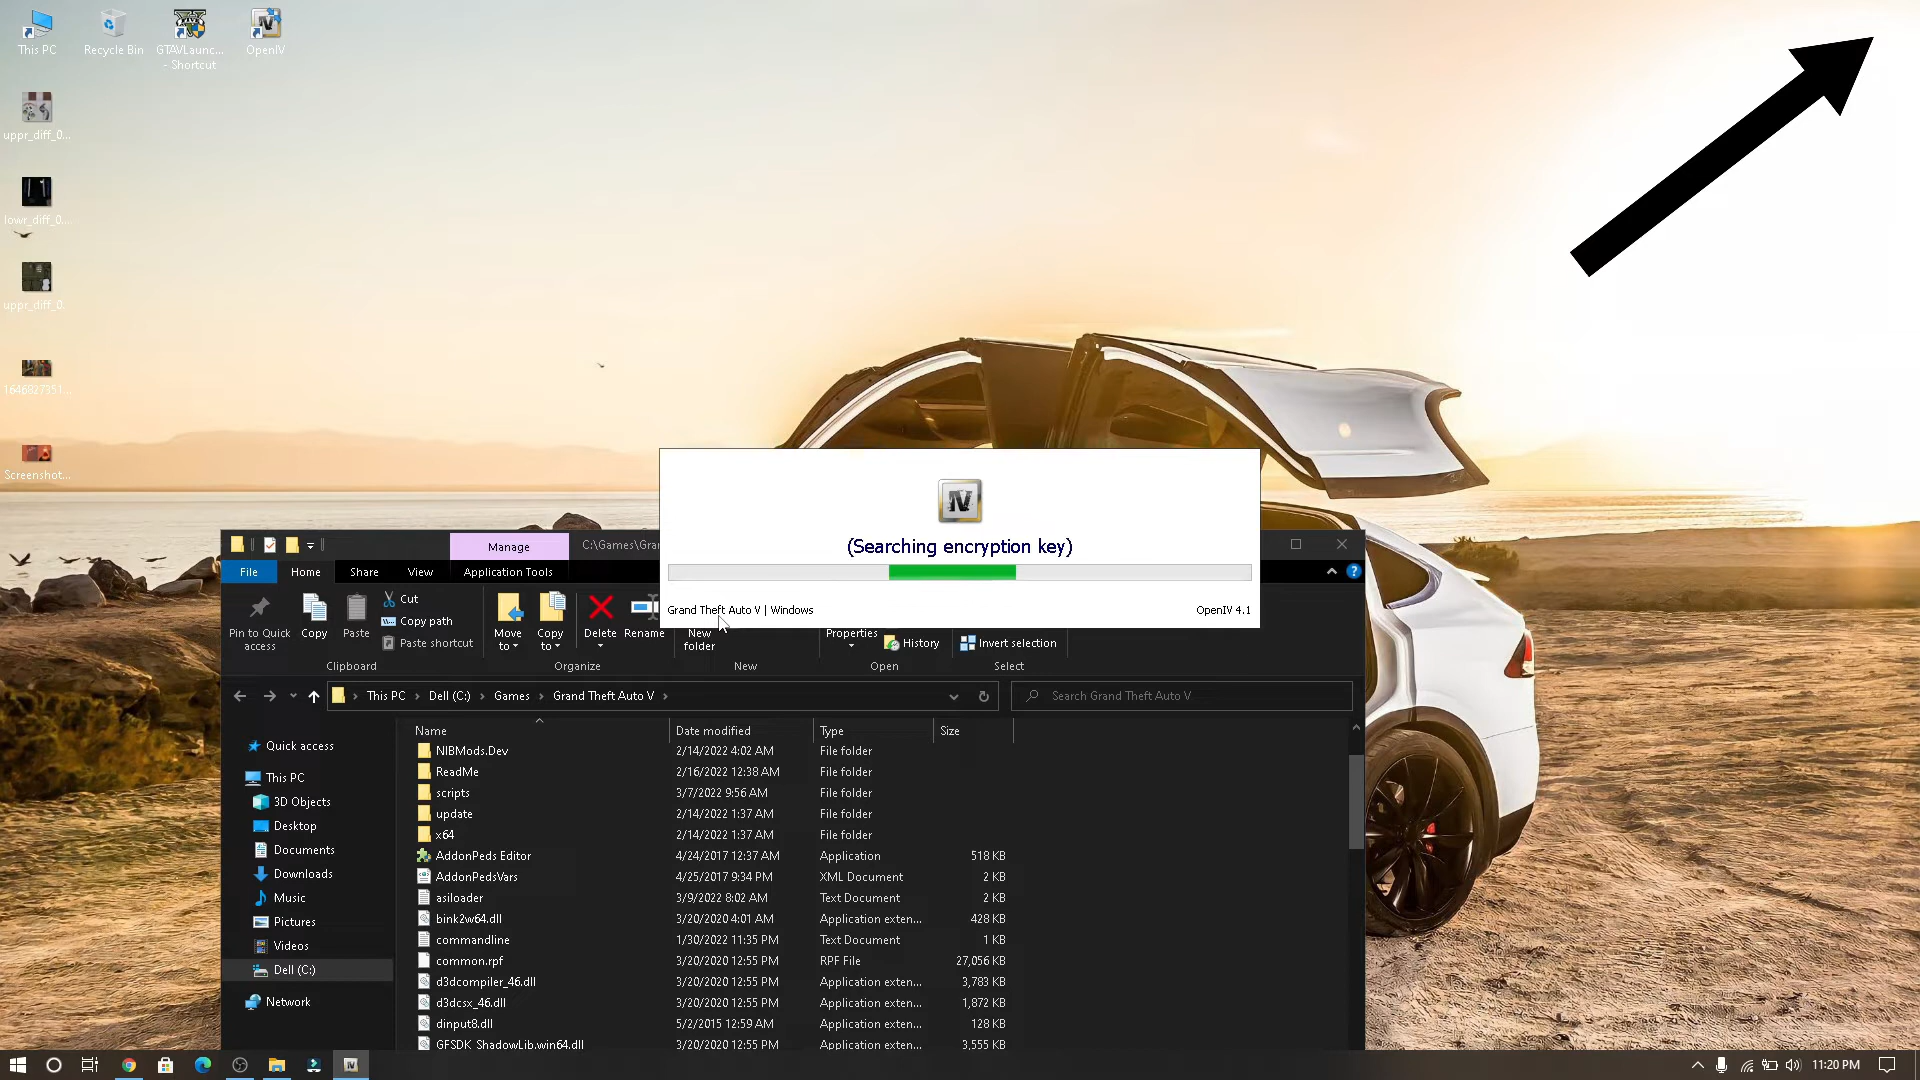 This PC
Recycle Bin
GTAVLaunc...
- Shortcut
OpenIV
uppr_diff_0...
lowr_diff_0...
uppr_diff_0
1646827351...
Screenshot...
(Searching encryption key)
Grand Theft Auto V | Windows
OpenIV 4.1
Manage
C:\Games\Gran
File
Home
Share
View
Application Tools
Pin to Quick
access
Copy
Paste
Cut
Copy path
Paste shortcut
Clipboard
Move
to
Copy
to
Delete
Rename
Organize
New
folder
New
Properties
History
Open
Invert selection
Select
This PC
Dell (C:)
Games
Grand Theft Auto V
Search Grand Theft Auto V
Quick access
This PC
3D Objects
Desktop
Documents
Downloads
Music
Pictures
Videos
Dell (C:)
Network
Name Date modified Type Size
NIBMods.Dev 2/14/2022 4:02 AM File folder
ReadMe 2/16/2022 12:38 AM File folder
scripts 3/7/2022 9:56 AM File folder
update 2/14/2022 1:37 AM File folder
x64 2/14/2022 1:37 AM File folder
AddonPeds Editor 4/24/2017 12:37 AM Application 518 KB
AddonPedsVars 4/25/2017 9:34 PM XML Document 2 KB
asiloader 3/9/2022 8:02 AM Text Document 2 KB
bink2w64.dll 3/20/2020 4:01 AM Application exten... 428 KB
commandline 1/30/2022 11:35 PM Text Document 1 KB
common.rpf 3/20/2020 12:55 PM RPF File 27,056 KB
d3dcompiler_46.dll 3/20/2020 12:55 PM Application exten... 3,783 KB
d3dcsx_46.dll 3/20/2020 12:55 PM Application exten... 1,872 KB
dinput8.dll 5/2/2015 12:59 AM Application exten... 128 KB
GFSDK_ShadowLib.win64.dll 3/20/2020 12:55 PM Application exten... 3,555 KB
11:20 PM